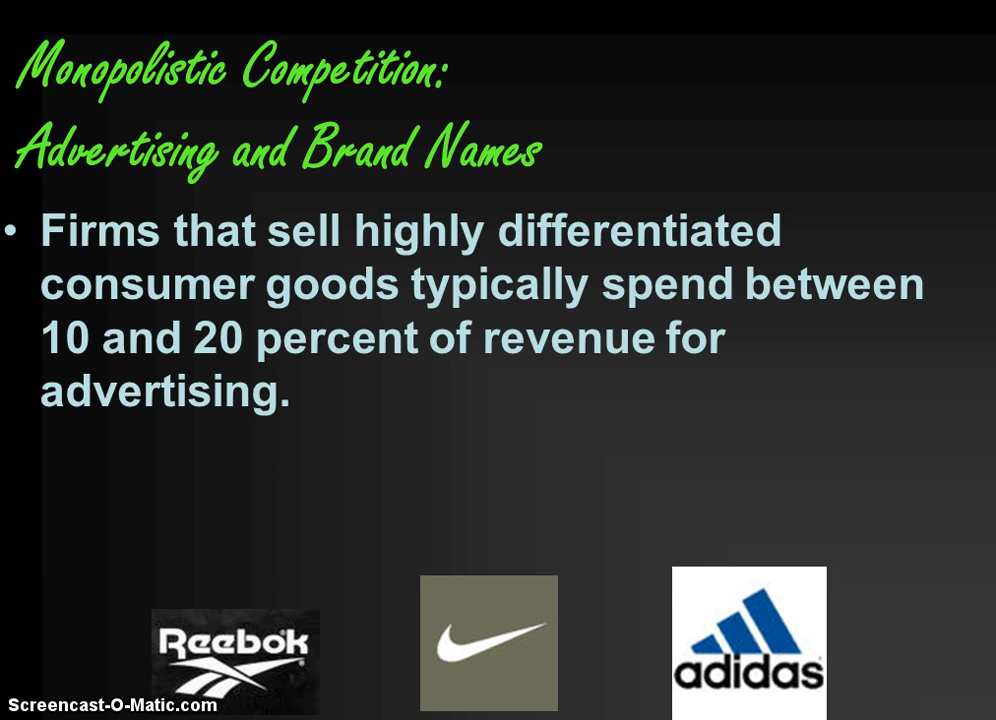 Monopolistic Competition:
Advertising and Brand Names
• Firms that sell highly differentiated
consumer goods typically spend between
10 and 20 percent of revenue for
advertising.
Reebok
adidas
Screencast-O-Matic.com